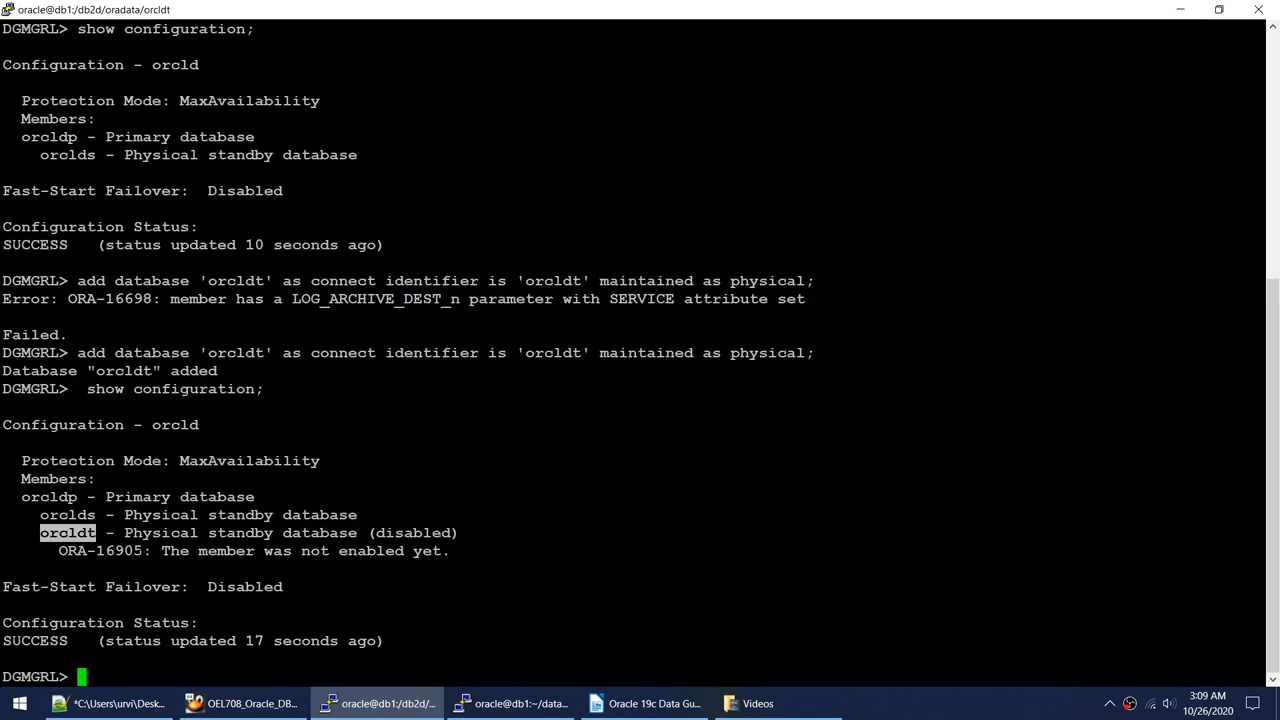 oracle@db1:/db2d/oradata/orcldt
DGMGRL> show configuration;
Configuration - orcld
Protection Mode: MaxAvailability
Members:
orcldp - Primary database
orclds - Physical standby database
Fast-Start Failover:  Disabled
Configuration Status:
SUCCESS   (status updated 10 seconds ago)
DGMGRL> add database 'orcldt' as connect identifier is 'orcldt' maintained as physical;
Error: ORA-16698: member has a LOG_ARCHIVE_DEST_n parameter with SERVICE attribute set
Failed.
DGMGRL> add database 'orcldt' as connect identifier is 'orcldt' maintained as physical;
Database "orcldt" added
DGMGRL>  show configuration;
Configuration - orcld
Protection Mode: MaxAvailability
Members:
orcldp - Primary database
orclds - Physical standby database
orcldt - Physical standby database (disabled)
ORA-16905: The member was not enabled yet.
Fast-Start Failover:  Disabled
Configuration Status:
SUCCESS   (status updated 17 seconds ago)
DGMGRL>
*C:\Users\urvi\Desk... OEL708_Oracle_DB... oracle@db1:/db2d/... oracle@db1:~/data... Oracle 19c Data Gu... Videos
3:09 AM
10/26/2020